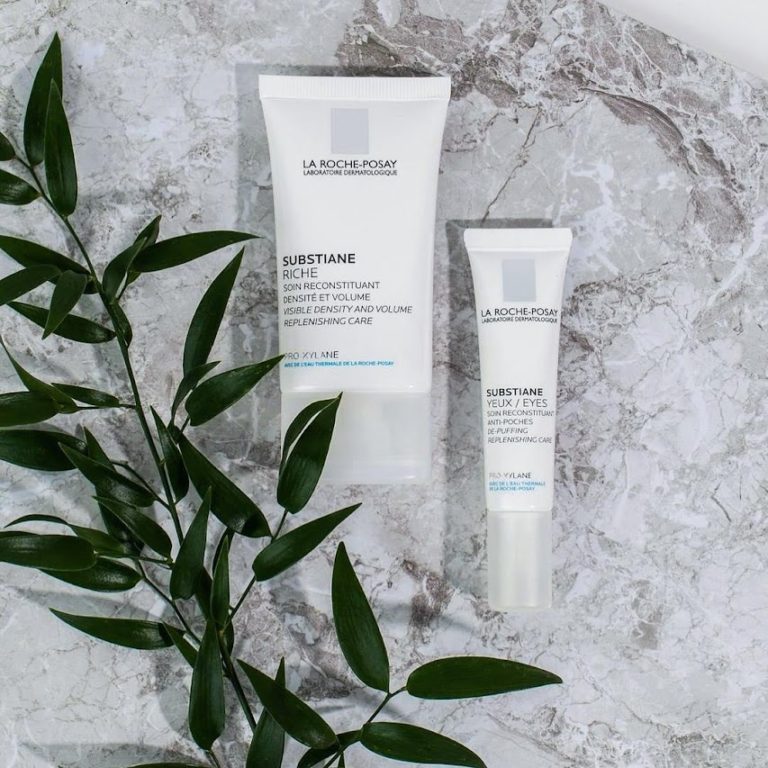 LA ROCHE-POSAY
LABORATOIRE DERMATOLOGIQUE
SUBSTIANE
RICHE
SOIN RECONSTITUANT
DENSITÉ ET VOLUME
VISIBLE DENSITY AND VOLUME
REPLENISHING CARE
PRO-XYLANE
AVEC DE L'EAU THERMALE DE LA ROCHE-POSAY
LA ROCHE-POSAY
LABORATOIRE DERMATOLOGIQUE
SUBSTIANE
YEUX / EYES
SOIN RECONSTITUANT
ANTI-POCHES
DE-PUFFING
REPLENISHING CARE
PRO-XYLANE
AVEC DE L'EAU THERMALE
DE LA ROCHE-POSAY